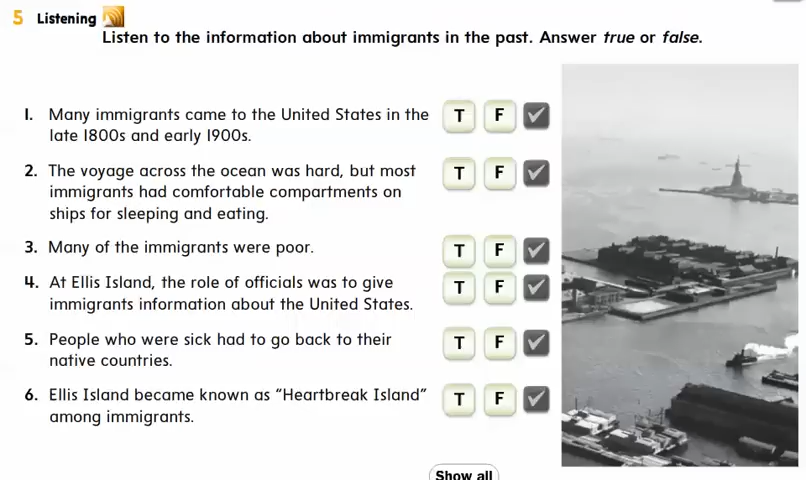 5 Listening
Listen to the information about immigrants in the past. Answer true or false.
1. Many immigrants came to the United States in the
late 1800s and early 1900s.
T F
2. The voyage across the ocean was hard, but most
immigrants had comfortable compartments on
ships for sleeping and eating.
T F
3. Many of the immigrants were poor.
T F
4. At Ellis Island, the role of officials was to give
immigrants information about the United States.
T F
5. People who were sick had to go back to their
native countries.
T F
6. Ellis Island became known as “Heartbreak Island”
among immigrants.
T F
Show all